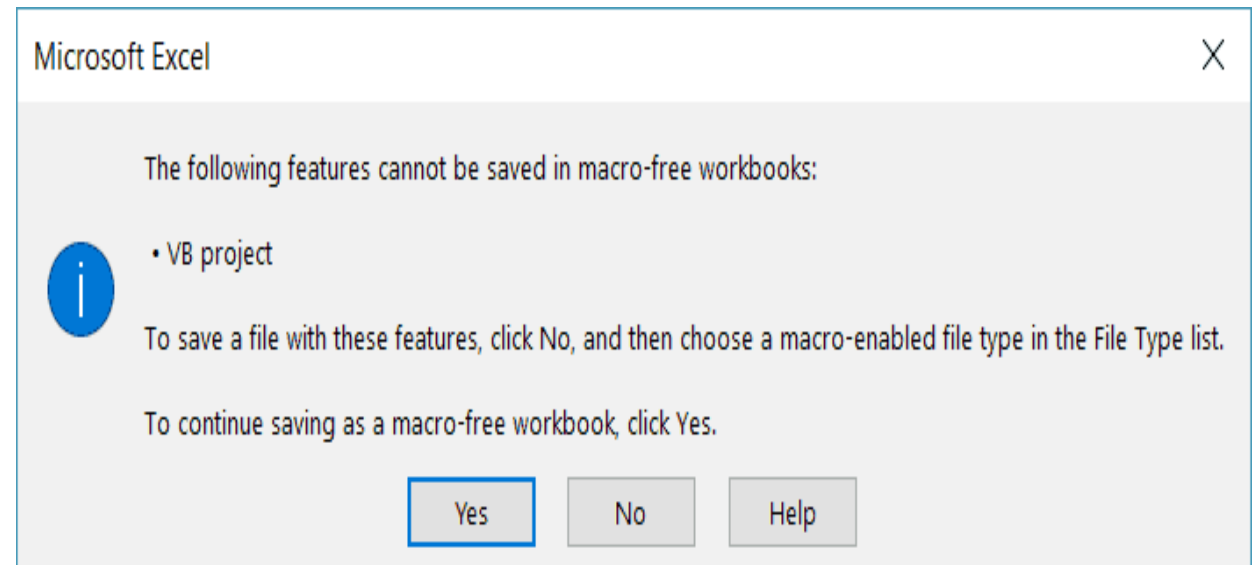 Microsoft Excel
The following features cannot be saved in macro-free workbooks:
• VB project
To save a file with these features, click No, and then choose a macro-enabled file type in the File Type list.
To continue saving as a macro-free workbook, click Yes.
Yes No Help